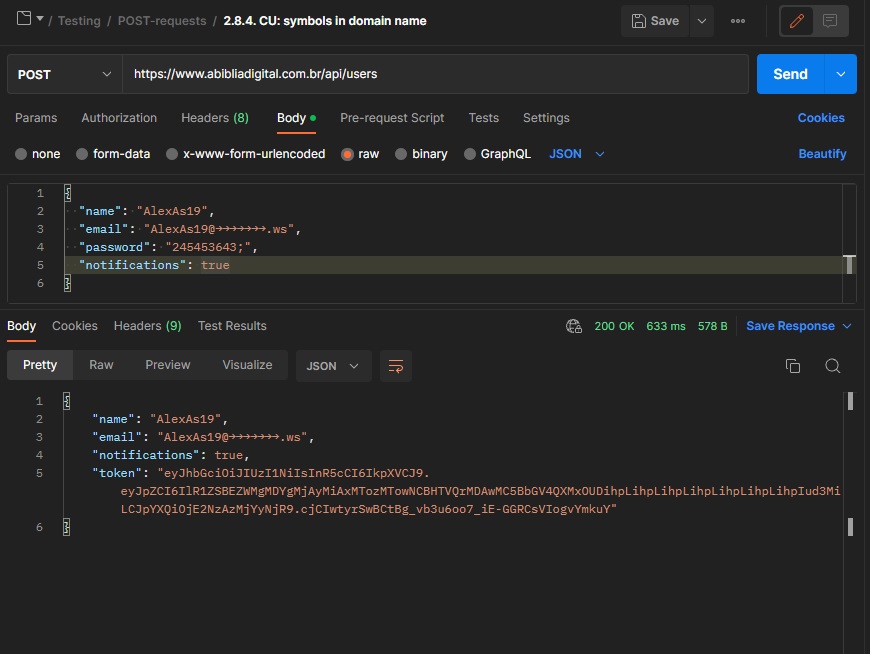 / Testing / POST-requests / 2.8.4. CU: symbols in domain name
Save
POST
https://www.abibliadigital.com.br/api/users
Send
Params Authorization Headers (8) Body Pre-request Script Tests Settings Cookies
none form-data x-www-form-urlencoded raw binary GraphQL JSON Beautify
1 {
2 "name": "AlexAs19",
3 "email": "AlexAs19@→→→→→→→.ws",
4 "password": "245453643;",
5 "notifications": true
6 }
Body Cookies Headers (9) Test Results 200 OK 633 ms 578 B Save Response
Pretty Raw Preview Visualize JSON
1 {
2 "name": "AlexAs19",
3 "email": "AlexAs19@→→→→→→→.ws",
4 "notifications": true,
5 "token": "eyJhbGciOiJIUzI1NiIsInR5cCI6IkpXVCJ9.
eyJpZCI6IlR1ZSBEZWMgMDYgMjAyMiAxMTozMTowNCBHTVQrMDAwMC5BbGV4QXMxOUDihpLihpLihpLihpLihpLihpLihpIud3Mi
LCJpYXQiOjE2NzAzMjYyNjR9.cjCIwtyrSwBCtBg_vb3u6oo7_iE-GGRCsVIogvYmkuY"
6 }